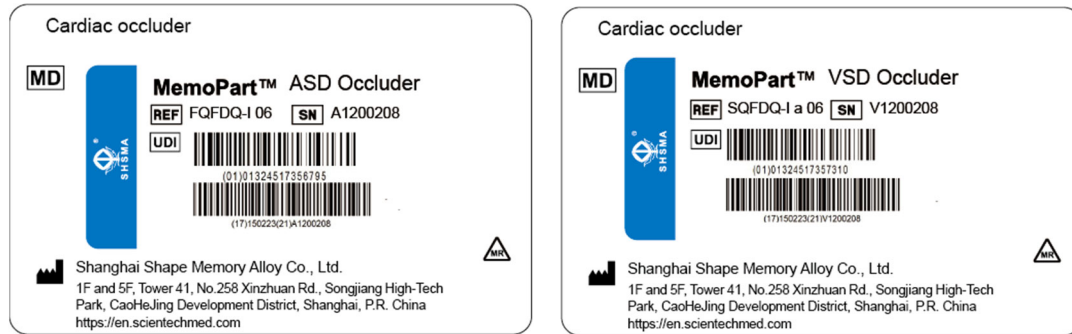 Cardiac occluder
MD
MemoPart™ ASD Occluder
REF FQFDQ-I 06 SN A1200208
UDI
SHSMA
®
(01)01324517356795
(17)150223(21)A1200208
MR
Shanghai Shape Memory Alloy Co., Ltd.
1F and 5F, Tower 41, No.258 Xinzhuan Rd., Songjiang High-Tech
Park, CaoHeJing Development District, Shanghai, P.R. China
https://en.scientechmed.com
Cardiac occluder
MD
MemoPart™ VSD Occluder
REF SQFDQ-I a 06 SN V1200208
UDI
SHSMA
®
(01)01324517357310
(17)150223(21)V1200208
MR
Shanghai Shape Memory Alloy Co., Ltd.
1F and 5F, Tower 41, No.258 Xinzhuan Rd., Songjiang High-Tech
Park, CaoHeJing Development District, Shanghai, P.R. China
https://en.scientechmed.com